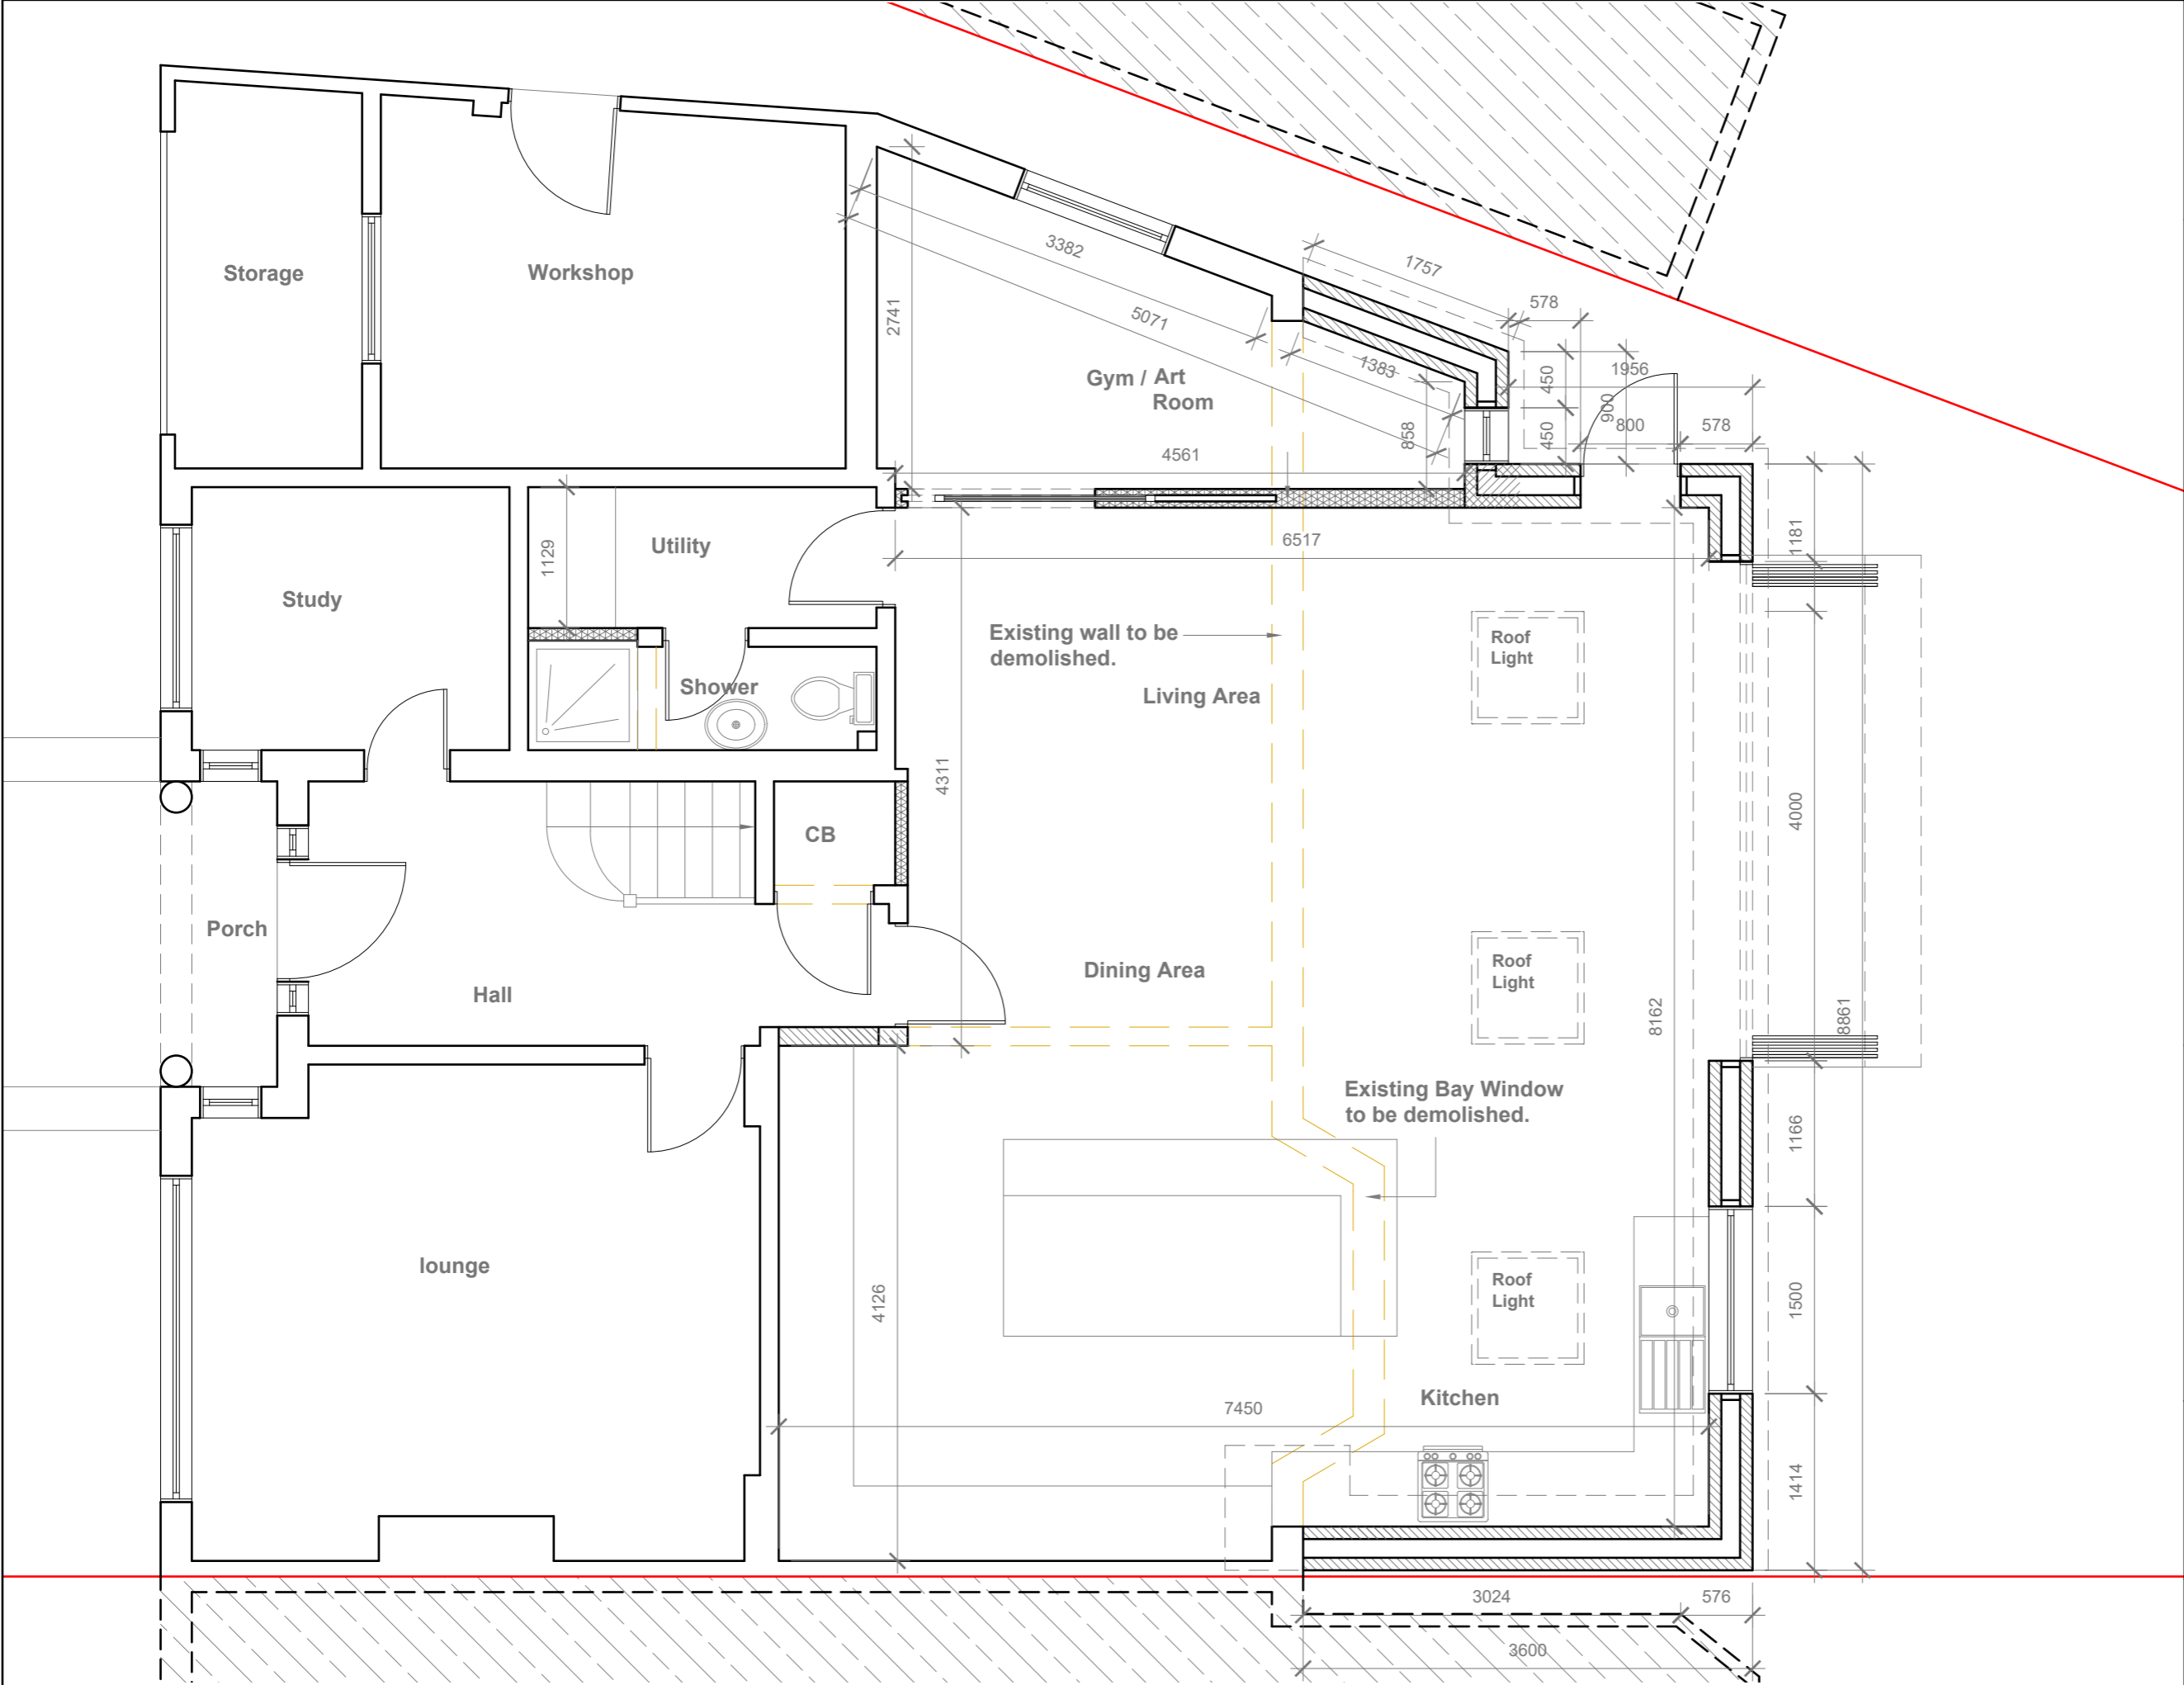 3382
1757
578
Storage
Workshop
2741
5071
1383
450
1956
900
Gym / Art
Room
858
450
800
578
4561
1129
Utility
6517
1181
Study
Existing wall to be
demolished.
Roof
Light
Shower
Living Area
4311
4000
CB
Porch
Dining Area
Roof
Light
Hall
8162
8861
Existing Bay Window
to be demolished.
1166
lounge
4126
Roof
Light
1500
Kitchen
7450
1414
3024
576
3600